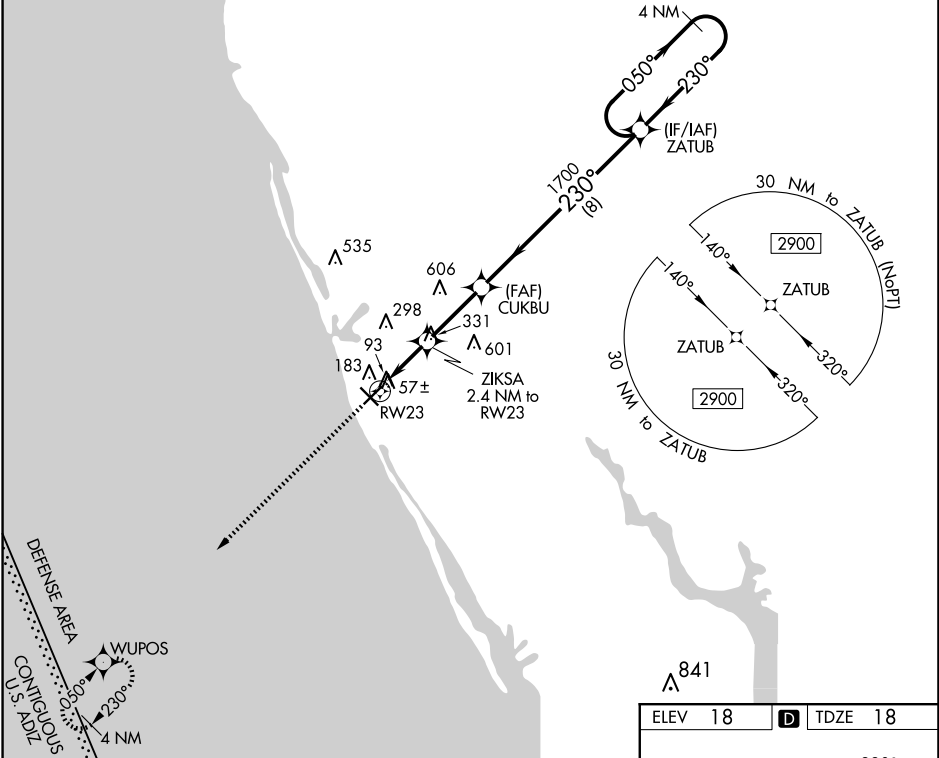 4 NM
050°
230°
(IF/IAF)
ZATUB
1700
230°
(8)
30 NM to ZATUB (NoPT)
2900
140°
ZATUB
320°
140°
ZATUB
320°
2900
30 NM to ZATUB
535
606
(FAF)
CUKBU
298
331
601
93
183
57±
ZIKSA
2.4 NM to
RW23
RW23
DEFENSE AREA
CONTIGUOUS
U.S. ADIZ
WUPOS
050°
230°
4 NM
841
ELEV 18
D
TDZE 18